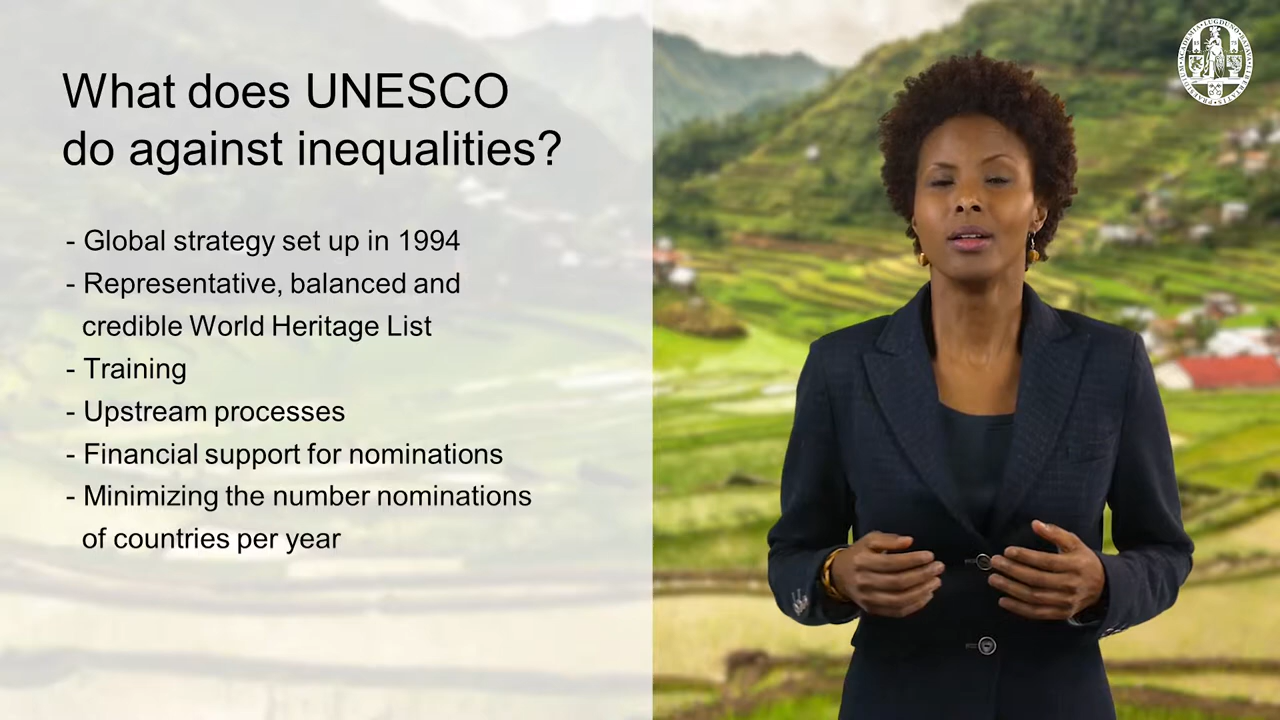 What does UNESCO
do against inequalities?
- Global strategy set up in 1994
- Representative, balanced and
credible World Heritage List
- Training
- Upstream processes
- Financial support for nominations
- Minimizing the number nominations
of countries per year